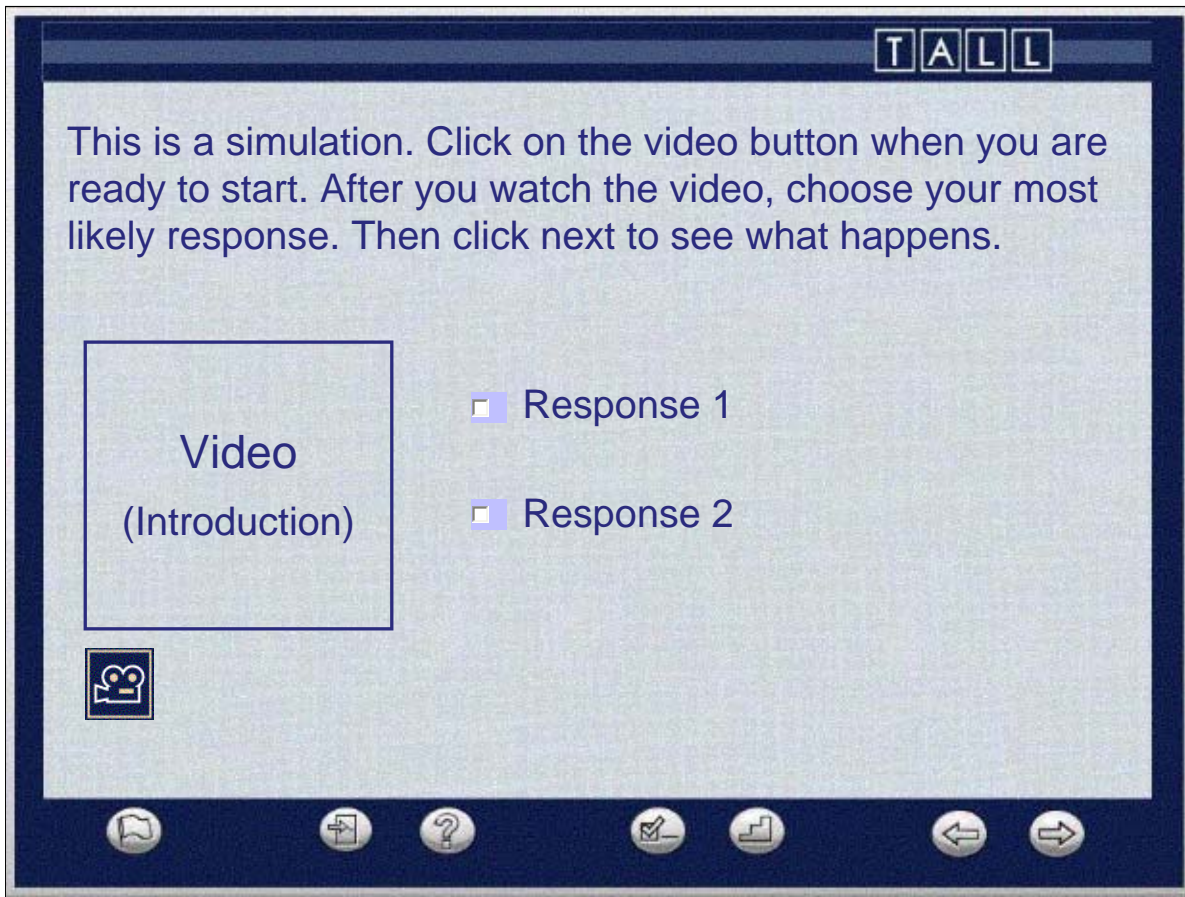 TALL
This is a simulation. Click on the video button when you are
ready to start. After you watch the video, choose your most
likely response. Then click next to see what happens.
Video
(Introduction)
Response 1
Response 2
?